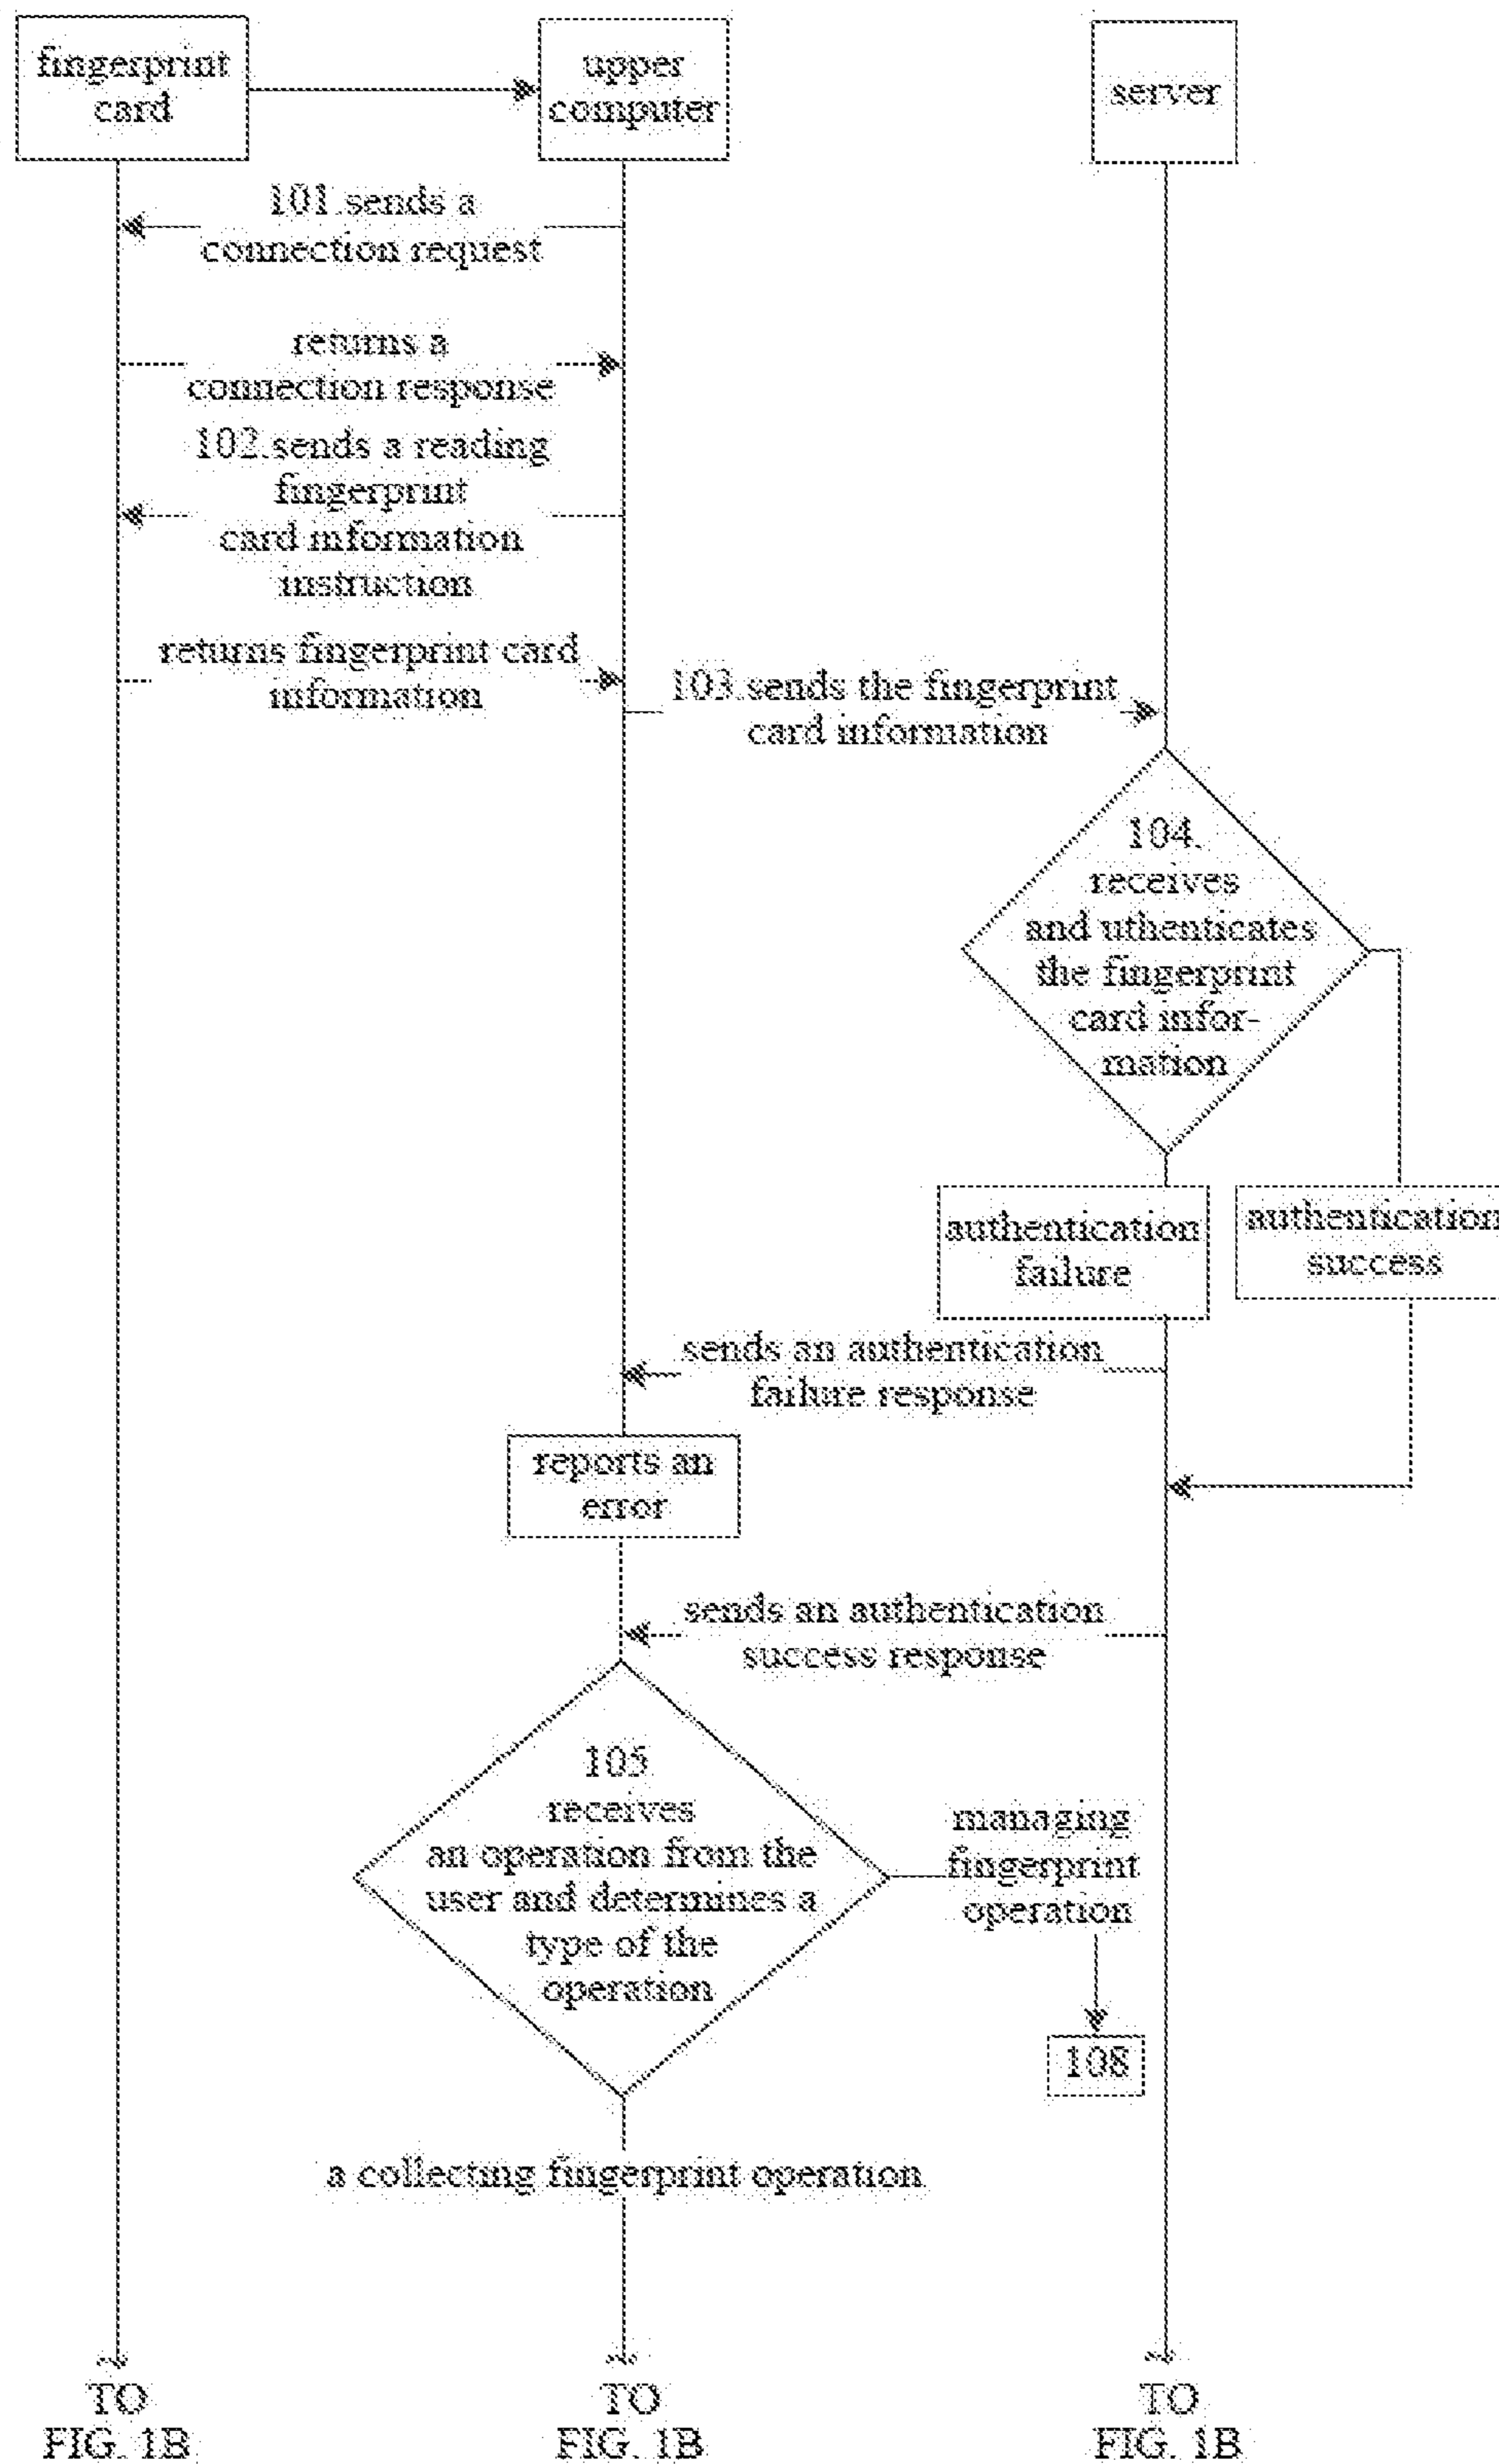 fingerprint
card
upper
computer
server
101.sends a
connection request
returns a
connection response
102.sends a reading
fingerprint
card information
instruction
returns fingerprint card
information
103.sends the fingerprint
card information
104.
receives
and uthenticates
the fingerprint
card infor-
mation
authentication
failure
authentication
success
sends an authentication
failure response
reports an
error
sends an authentication
success response
105
receives
an operation from the
user and determines a
type of the
operation
managing
fingerprint
operation
108
a collecting fingerprint operation
TO
FIG. 1B
TO
FIG. 1B
TO
FIG. 1B